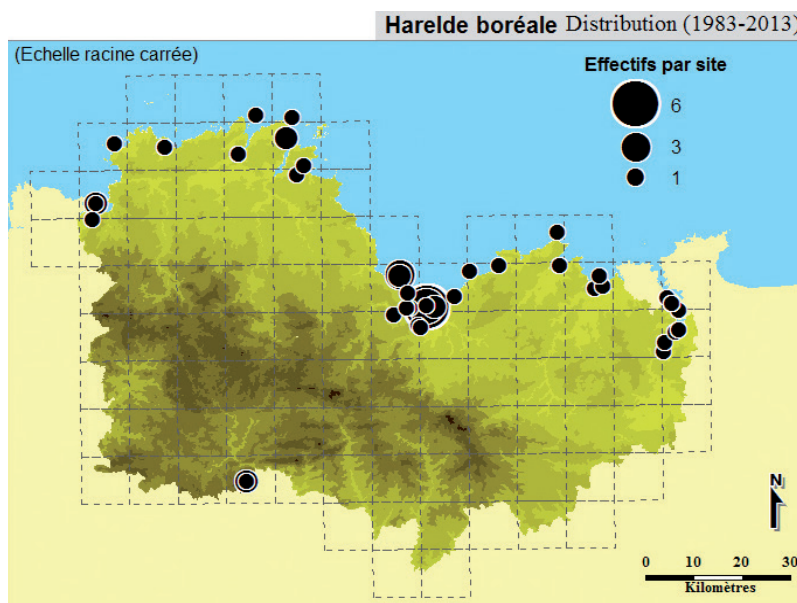 Harelde boréale Distribution (1983-2013)
(Echelle racine carrée)
Effectifs par site
6
3
1
N
0 10 20 30
Kilomètres